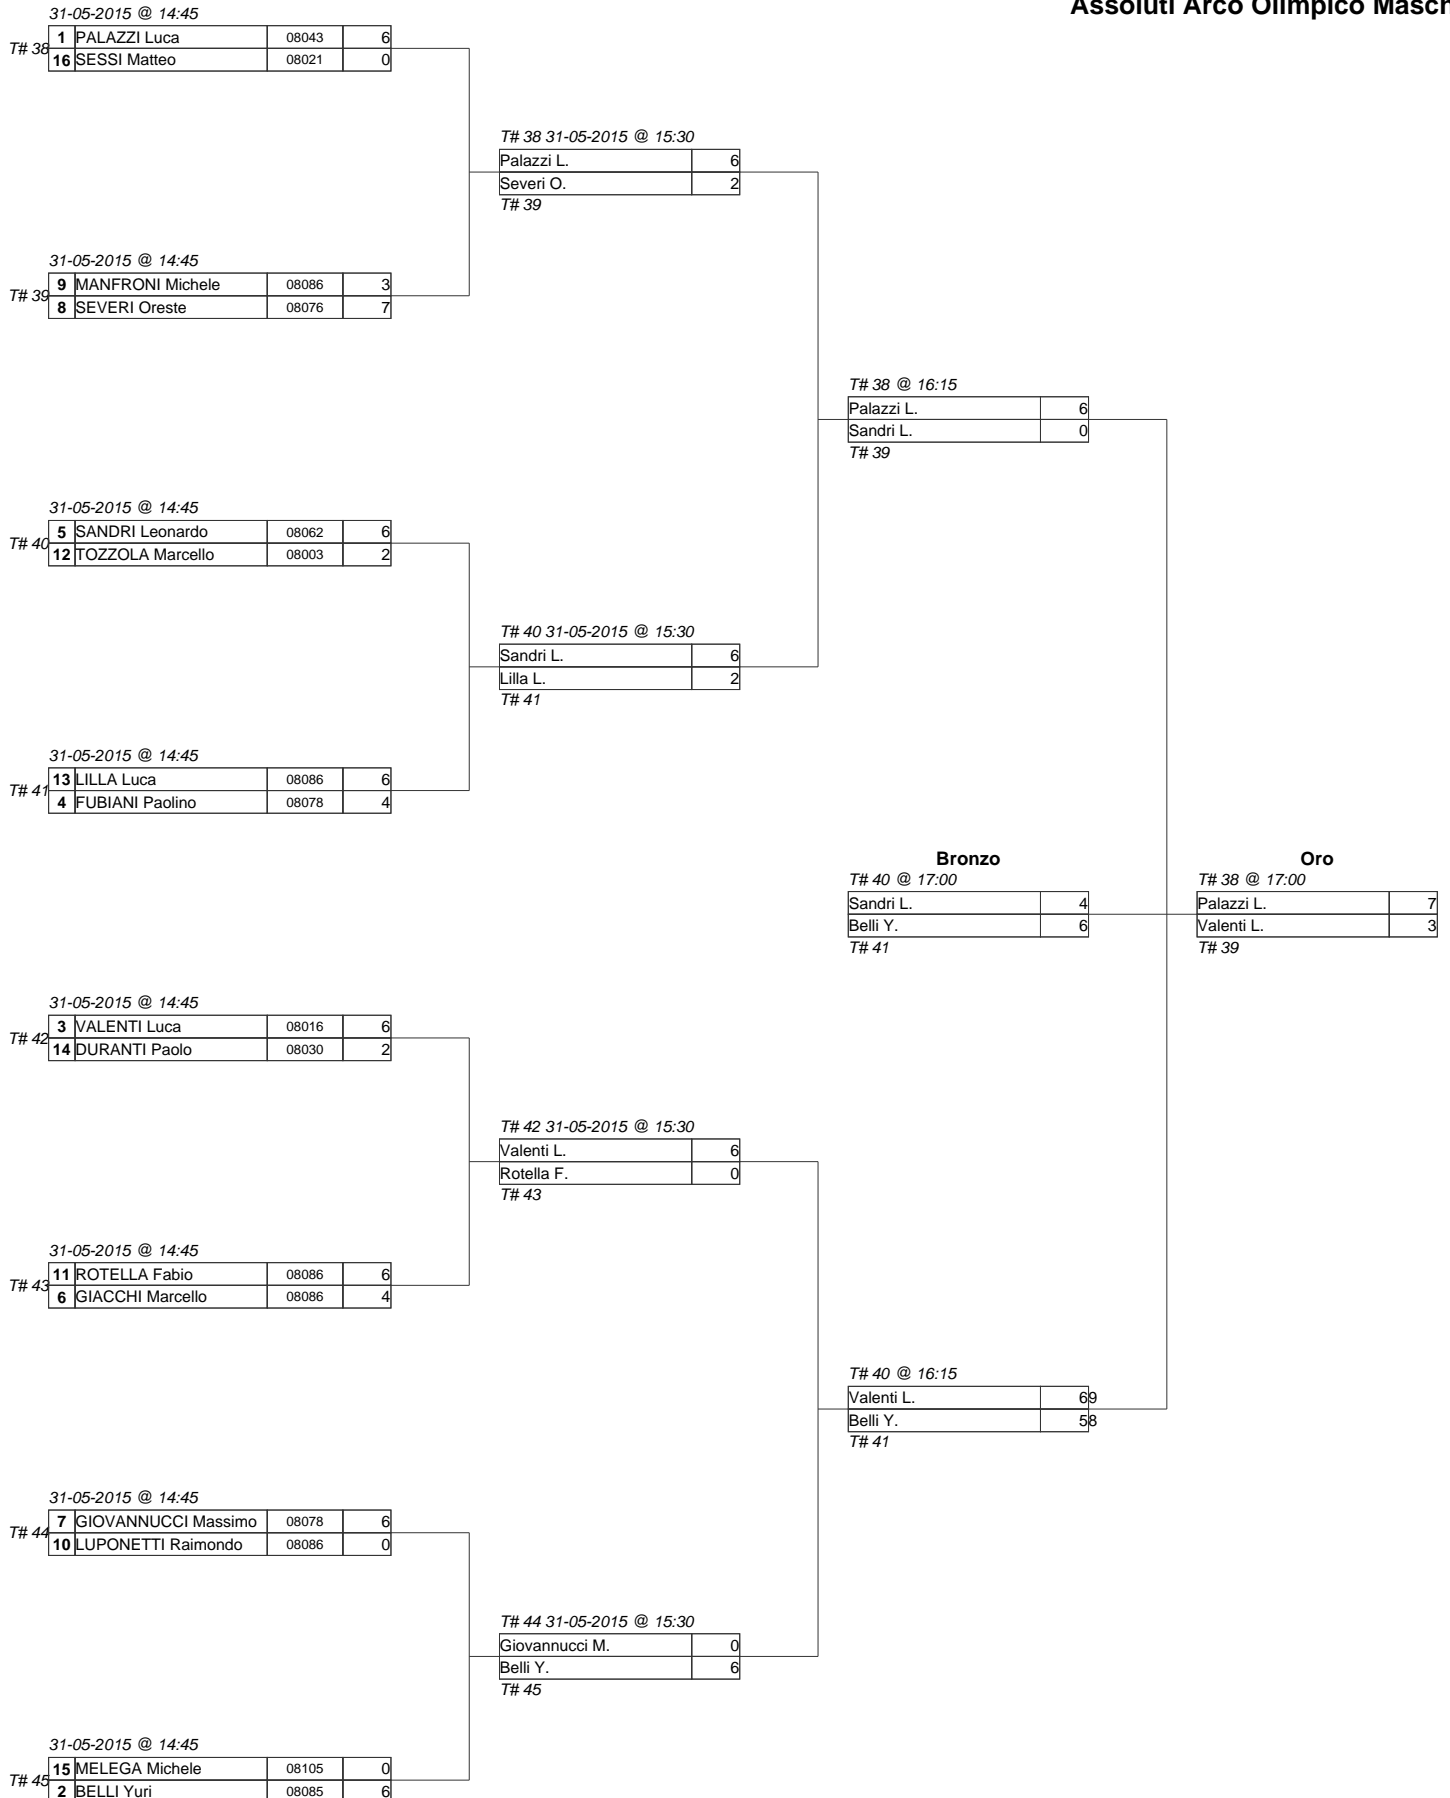 Assoluti Arco Olimpico Masch
31-05-2015 @ 14:45
T# 38
1 PALAZZI Luca 08043 6
16 SESSI Matteo 08021 0
T# 38 31-05-2015 @ 15:30
Palazzi L. 6
Severi O. 2
T# 39
31-05-2015 @ 14:45
T# 39
9 MANFRONI Michele 08086 3
8 SEVERI Oreste 08076 7
T# 38 @ 16:15
Palazzi L. 6
Sandri L. 0
T# 39
31-05-2015 @ 14:45
T# 40
5 SANDRI Leonardo 08062 6
12 TOZZOLA Marcello 08003 2
T# 40 31-05-2015 @ 15:30
Sandri L. 6
Lilla L. 2
T# 41
31-05-2015 @ 14:45
T# 41
13 LILLA Luca 08086 6
4 FUBIANI Paolino 08078 4
Bronzo
T# 40 @ 17:00
Sandri L. 4
Belli Y. 6
T# 41
Oro
T# 38 @ 17:00
Palazzi L. 7
Valenti L. 3
T# 39
31-05-2015 @ 14:45
T# 42
3 VALENTI Luca 08016 6
14 DURANTI Paolo 08030 2
T# 42 31-05-2015 @ 15:30
Valenti L. 6
Rotella F. 0
T# 43
31-05-2015 @ 14:45
T# 43
11 ROTELLA Fabio 08086 6
6 GIACCHI Marcello 08086 4
T# 40 @ 16:15
Valenti L. 69
Belli Y. 58
T# 41
31-05-2015 @ 14:45
T# 44
7 GIOVANNUCCI Massimo 08078 6
10 LUPONETTI Raimondo 08086 0
T# 44 31-05-2015 @ 15:30
Giovannucci M. 0
Belli Y. 6
T# 45
31-05-2015 @ 14:45
T# 45
15 MELEGA Michele 08105 0
2 BELLI Yuri 08085 6